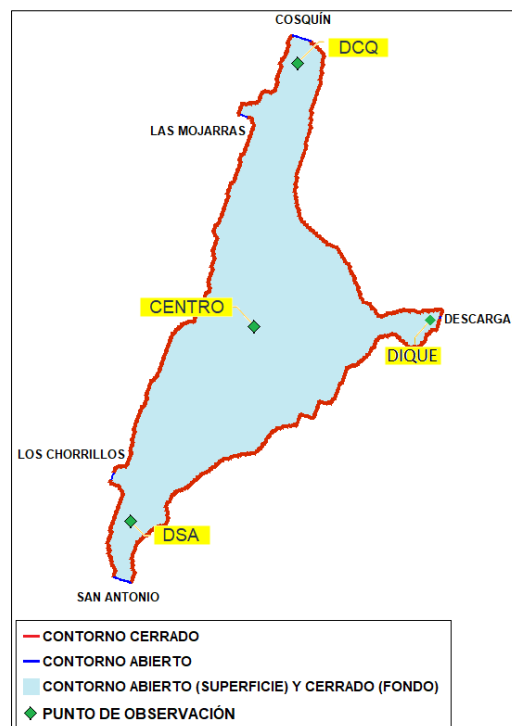 COSQUÍN
DCQ
LAS MOJARRAS
CENTRO
DESCARGA
DIQUE
LOS CHORRILLOS
DSA
SAN ANTONIO
CONTORNO CERRADO
CONTORNO ABIERTO
CONTORNO ABIERTO (SUPERFICIE) Y CERRADO (FONDO)
PUNTO DE OBSERVACIÓN